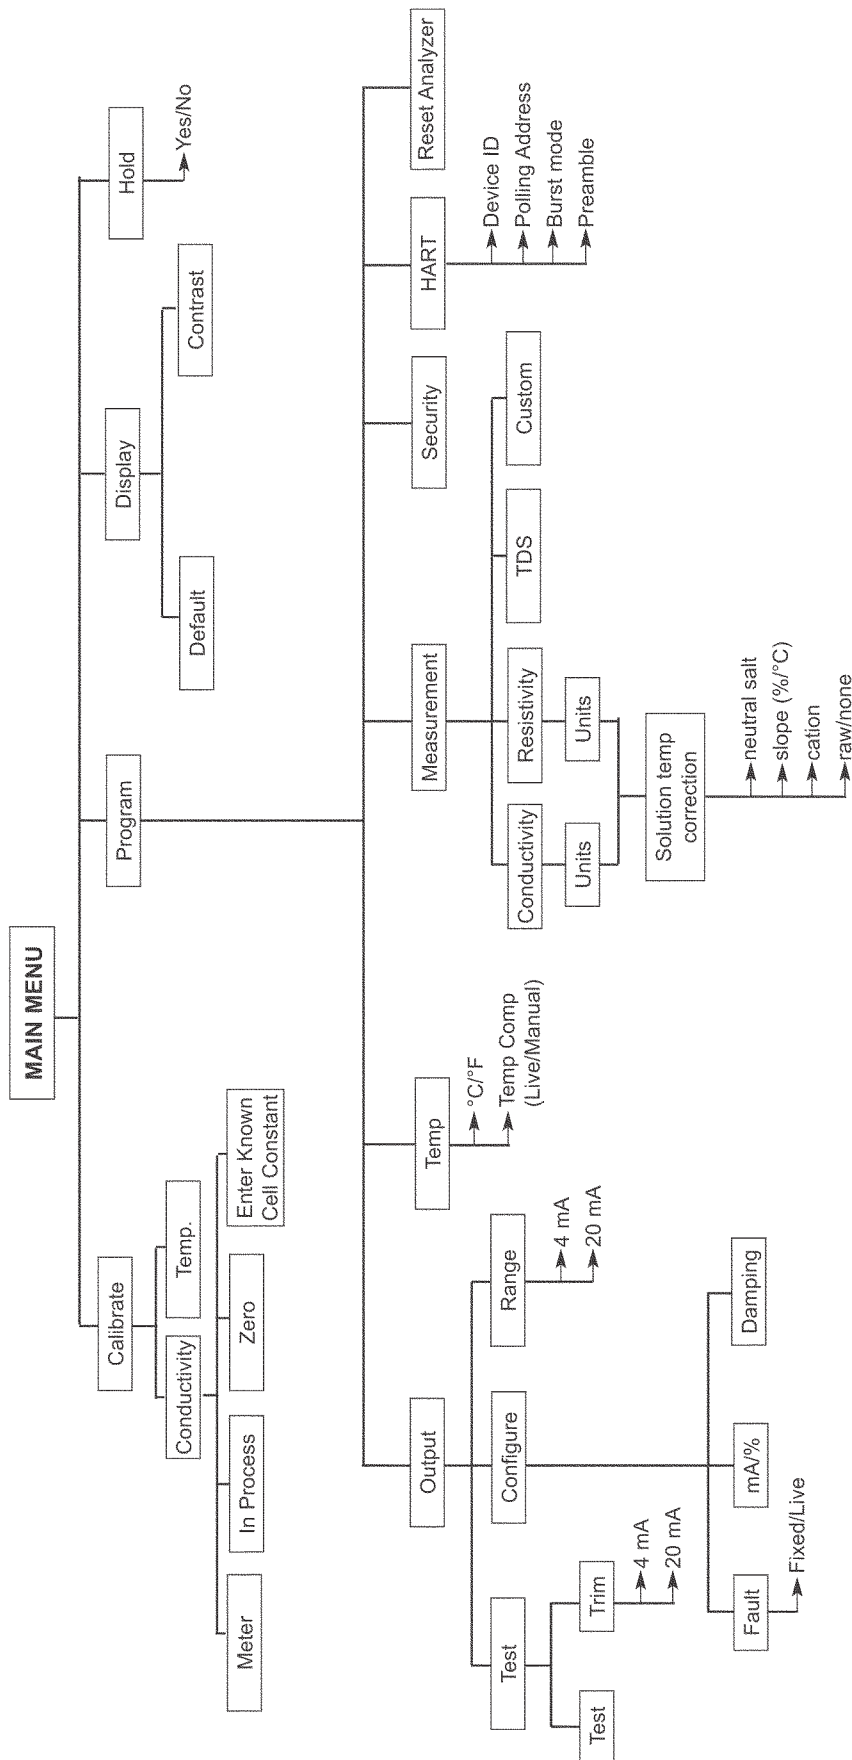 MAIN MENU
Calibrate
Program
Display
Hold
Yes/No
Conductivity
Temp.
Default
Contrast
Meter
In Process
Zero
Enter Known
Cell Constant
Output
Temp
Measurement
Security
HART
Reset Analyzer
Test
Configure
Range
4 mA
20 mA
°C/°F
Temp Comp
(Live/Manual)
Conductivity
Resistivity
TDS
Custom
Device ID
Polling Address
Burst mode
Preamble
Test
Trim
4 mA
20 mA
Units
Units
Solution temp
correction
Fault
mA/%
Damping
Fixed/Live
neutral salt
slope (%/°C)
cation
raw/none